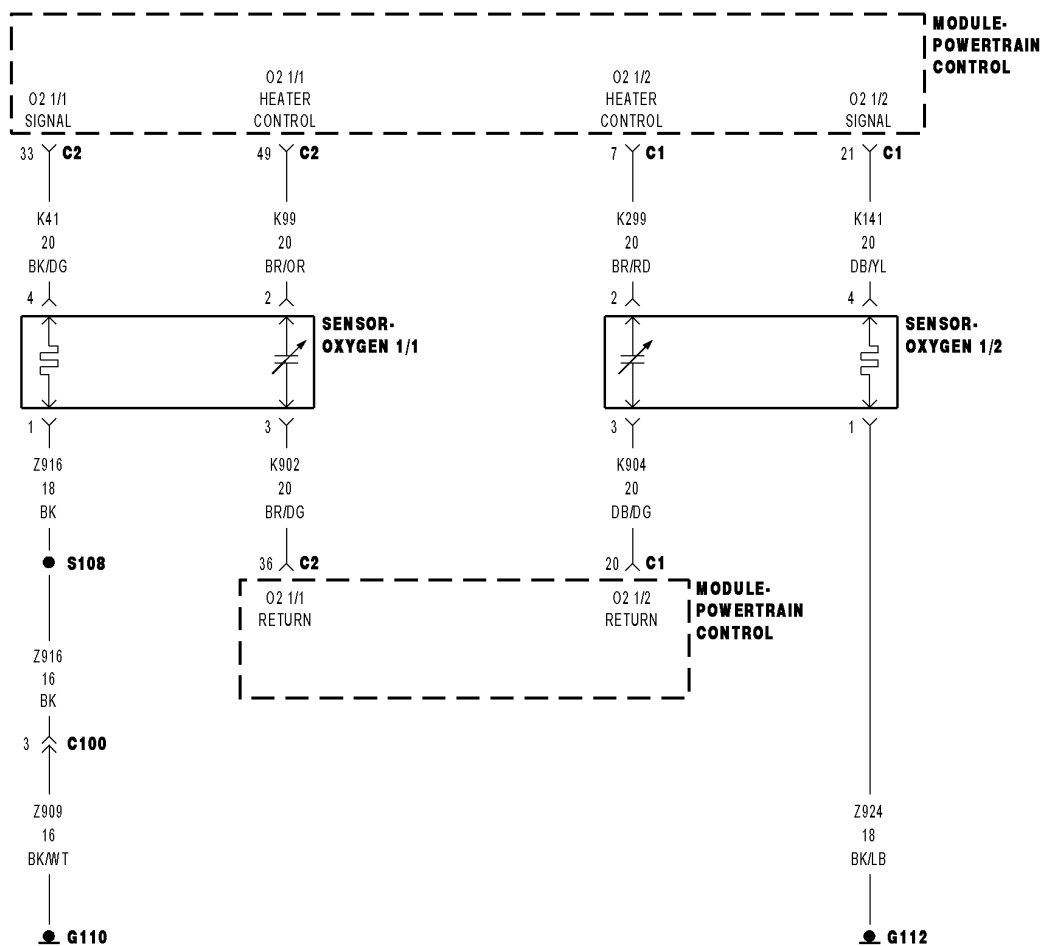 MODULE-
POWERTRAIN
CONTROL
O2 1/1
SIGNAL
O2 1/1
HEATER
CONTROL
O2 1/2
HEATER
CONTROL
O2 1/2
SIGNAL
33 C2
49 C2
7 C1
21 C1
K41
20
BK/DG
K99
20
BR/OR
K299
20
BR/RD
K141
20
DB/YL
4
2
2
4
SENSOR-
OXYGEN 1/1
SENSOR-
OXYGEN 1/2
1
3
3
1
Z916
18
BK
K902
20
BR/DG
K904
20
DB/DG
S108
36 C2
20 C1
O2 1/1
RETURN
O2 1/2
RETURN
MODULE-
POWERTRAIN
CONTROL
Z916
16
BK
3 C100
Z909
16
BK/WT
Z924
18
BK/LB
G110
G112